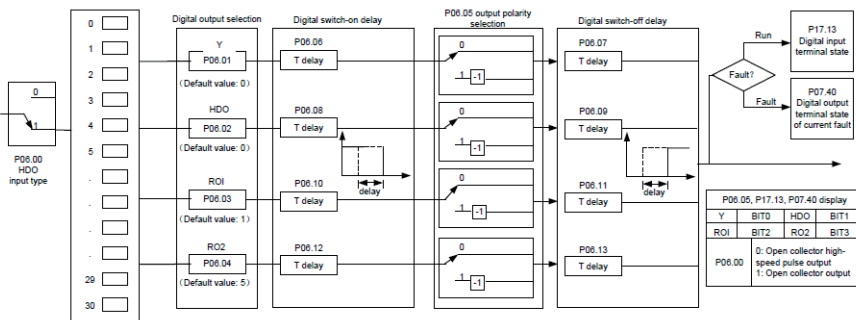 0
1
2
3
4
5
.
.
.
.
29
30
0
1
P06.00
HDO
input type
Digital output selection
Y
P06.01
(Default value: 0)
HDO
P06.02
(Default value: 0)
ROI
P06.03
(Default value: 1)
RO2
P06.04
(Default value: 5)
Digital switch-on delay
P06.06
T delay
P06.08
T delay
delay
P06.10
T delay
P06.12
T delay
P06.05 output polarity
selection
0
1 -1
0
1 -1
0
1 -1
0
1 -1
Digital switch-off delay
P06.07
T delay
P06.09
T delay
delay
P06.11
T delay
P06.13
T delay
Fault?
Run
Fault
P17.13
Digital input
terminal state
P07.40
Digital output
terminal state
of current fault
P06.05, P17.13, P07.40 display
Y BIT0 HDO BIT1
ROI BIT2 RO2 BIT3
P06.00
0: Open collector high-
speed pulse output
1: Open collector output